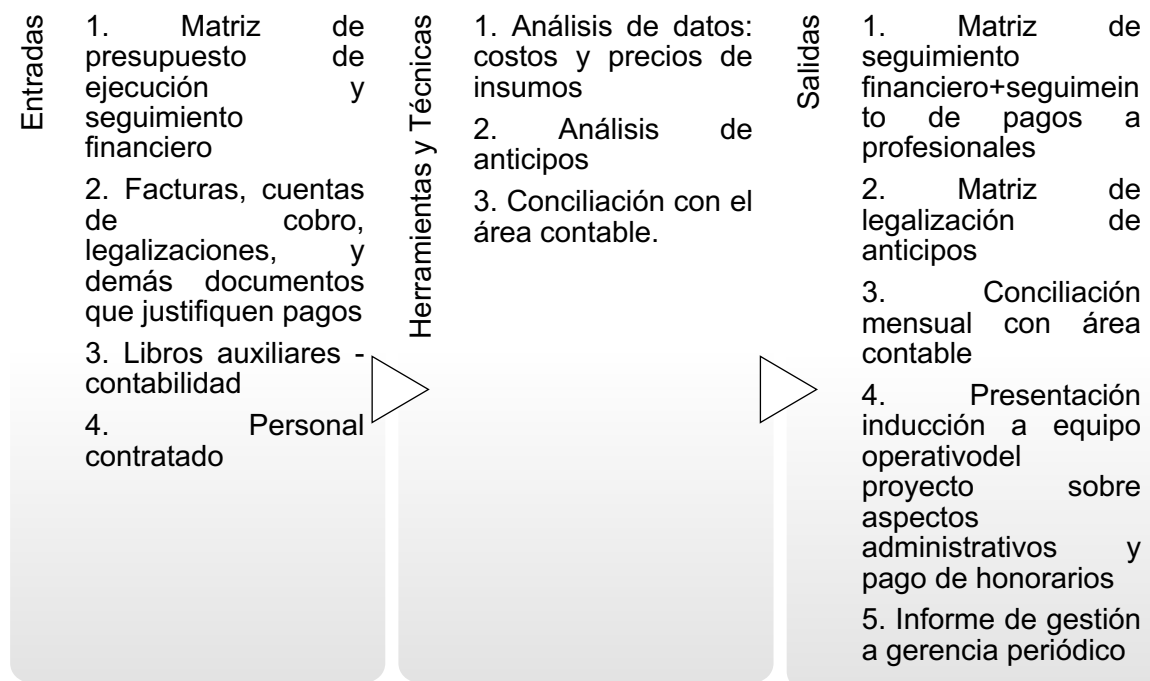 Entradas
1. Matriz de
presupuesto de
ejecución y
seguimiento
financiero
2. Facturas, cuentas
de cobro,
legalizaciones, y
demás documentos
que justifiquen pagos
3. Libros auxiliares -
contabilidad
4. Personal
contratado
Herramientas y Técnicas
1. Análisis de datos:
costos y precios de
insumos
2. Análisis de
anticipos
3. Conciliación con el
área contable.
Salidas
1. Matriz de
seguimiento
financiero+seguimein
to de pagos a
profesionales
2. Matriz de
legalización de
anticipos
3. Conciliación
mensual con área
contable
4. Presentación
inducción a equipo
operativodel
proyecto sobre
aspectos
administrativos y
pago de honorarios
5. Informe de gestión
a gerencia periódico